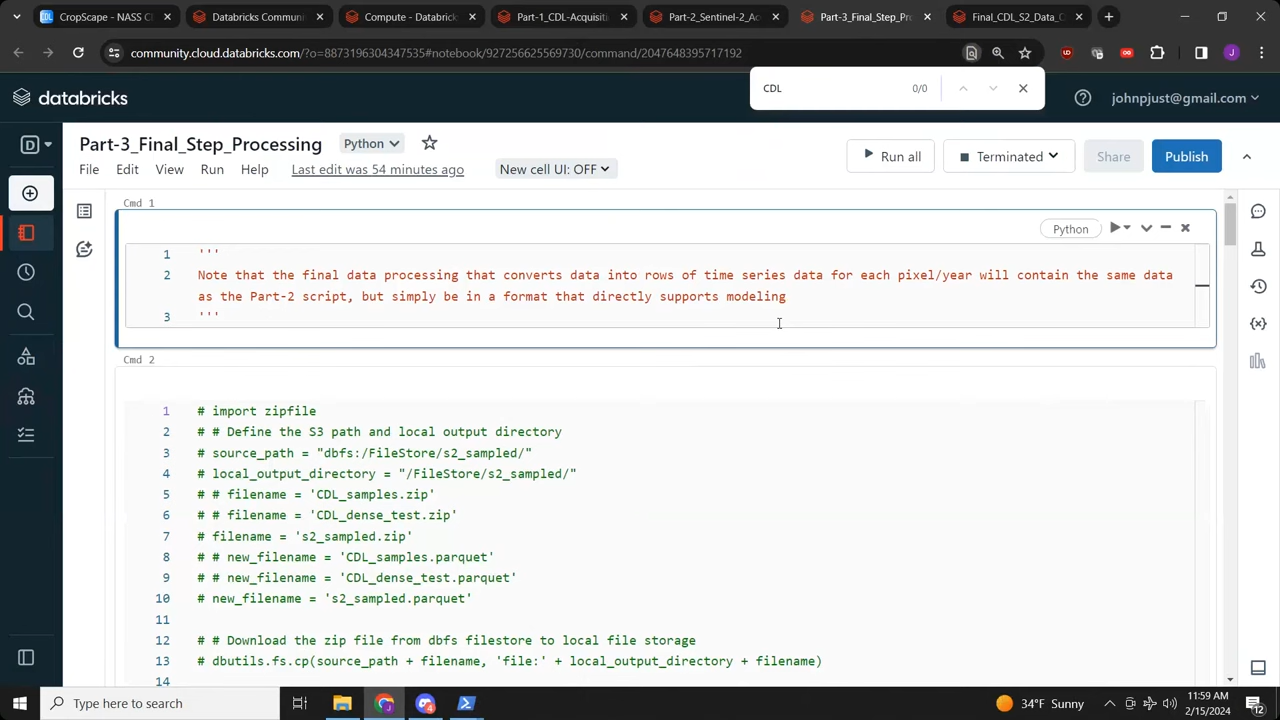 CropScape - NASS C
Databricks Commun
Compute - Databric
Part-1_CDL-Acquisit
Part-2_Sentinel-2_Ac
Part-3_Final_Step_Pro
Final_CDL_S2_Data_C
community.cloud.databricks.com/?o=8873196304347535#notebook/927256625569730/command/2047648395717192
CDL 0/0
databricks
johnpjust@gmail.com
Part-3_Final_Step_Processing Python
Run all Terminated Share Publish
File Edit View Run Help Last edit was 54 minutes ago New cell UI: OFF
Cmd 1
Python
1 '''
2 Note that the final data processing that converts data into rows of time series data for each pixel/year will contain the same data
as the Part-2 script, but simply be in a format that directly supports modeling
3 '''
Cmd 2
1 # import zipfile
2 # # Define the S3 path and local output directory
3 # source_path = "dbfs:/FileStore/s2_sampled/"
4 # local_output_directory = "/FileStore/s2_sampled/"
5 # # filename = 'CDL_samples.zip'
6 # # filename = 'CDL_dense_test.zip'
7 # filename = 's2_sampled.zip'
8 # # new_filename = 'CDL_samples.parquet'
9 # # new_filename = 'CDL_dense_test.parquet'
10 # new_filename = 's2_sampled.parquet'
11
12 # # Download the zip file from dbfs filestore to local file storage
13 # dbutils.fs.cp(source_path + filename, 'file:' + local_output_directory + filename)
14
Type here to search
34°F Sunny
11:59 AM
2/15/2024
12